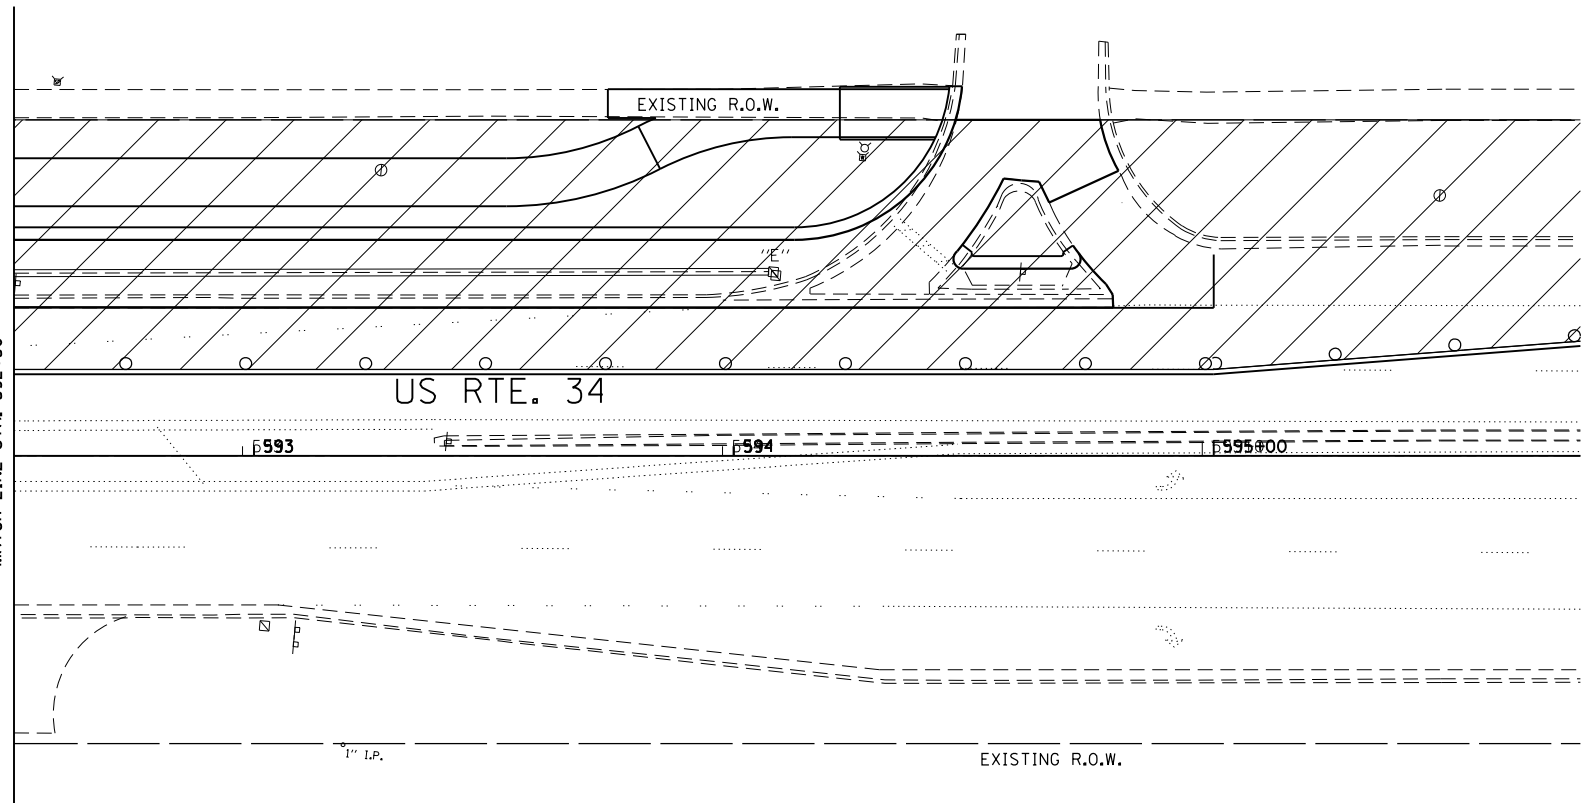 EXISTING R.O.W.
"E"
US RTE. 34
593
594
595+00
1" I.P.
EXISTING R.O.W.